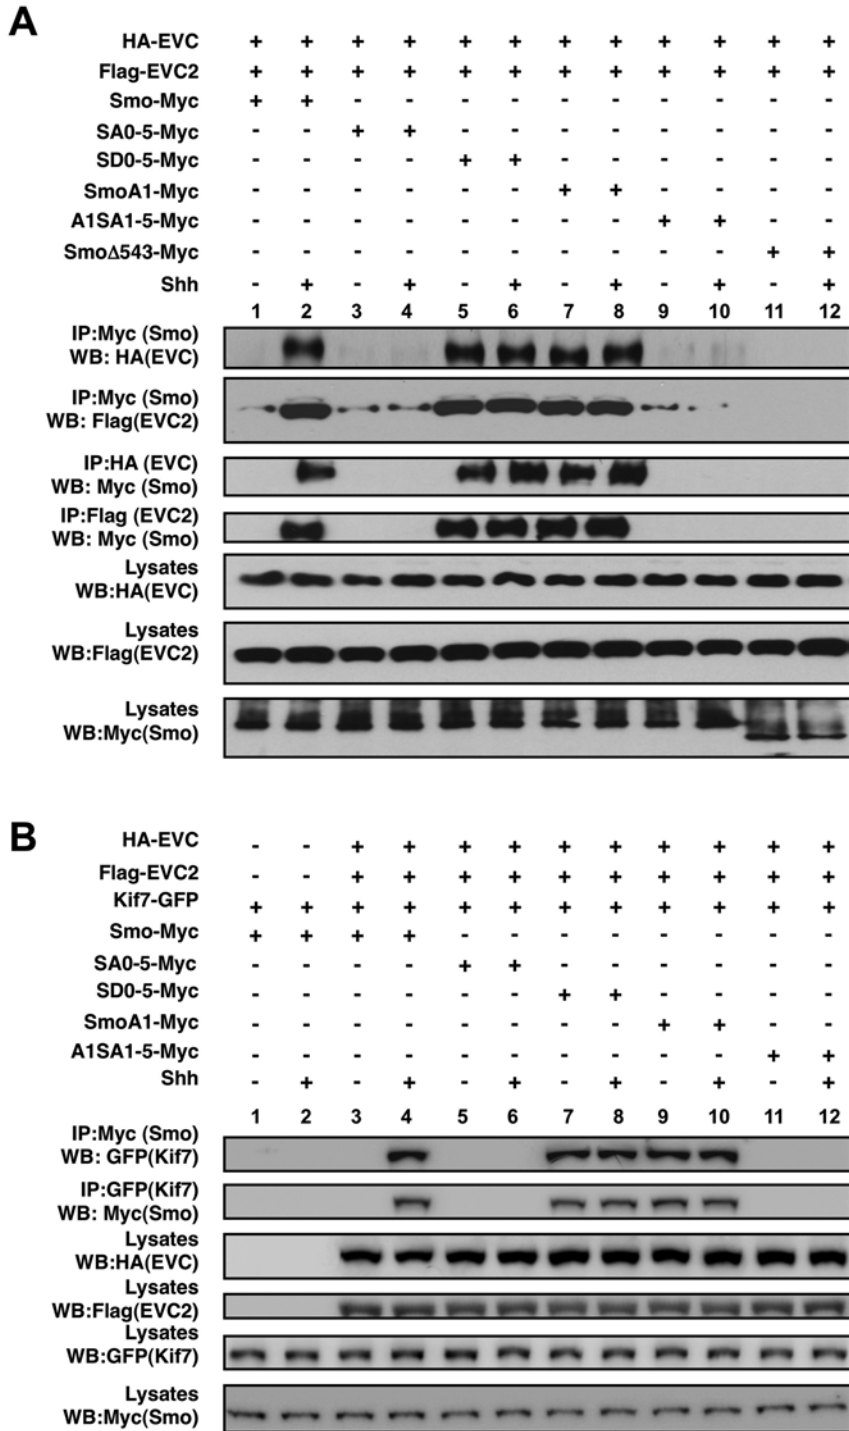 A
HA-EVC + + + + + + + + + + + +
Flag-EVC2 + + + + + + + + + + + +
Smo-Myc + + - - - - - - - - - -
SA0-5-Myc - - + + - - - - - - - -
SD0-5-Myc - - - - + + - - - - - -
SmoA1-Myc - - - - - - + + - - - -
A1SA1-5-Myc - - - - - - - - + + - -
SmoΔ543-Myc - - - - - - - - - - + +
Shh - + - + - + - + - + - +
1 2 3 4 5 6 7 8 9 10 11 12
IP:Myc (Smo)
WB: HA(EVC)
IP:Myc (Smo)
WB: Flag(EVC2)
IP:HA (EVC)
WB: Myc (Smo)
IP:Flag (EVC2)
WB: Myc (Smo)
Lysates
WB:HA(EVC)
Lysates
WB:Flag(EVC2)
Lysates
WB:Myc(Smo)
B
HA-EVC - - + + + + + + + + + +
Flag-EVC2 - - + + + + + + + + + +
Kif7-GFP + + + + + + + + + + + +
Smo-Myc + + + + - - - - - - - -
SA0-5-Myc - - - - + + - - - - - -
SD0-5-Myc - - - - - - + + - - - -
SmoA1-Myc - - - - - - - - + + - -
A1SA1-5-Myc - - - - - - - - - - + +
Shh - + - + - + - + - + - +
1 2 3 4 5 6 7 8 9 10 11 12
IP:Myc (Smo)
WB: GFP(Kif7)
IP:GFP(Kif7)
WB: Myc(Smo)
Lysates
WB:HA(EVC)
Lysates
WB:Flag(EVC2)
Lysates
WB:GFP(Kif7)
Lysates
WB:Myc(Smo)